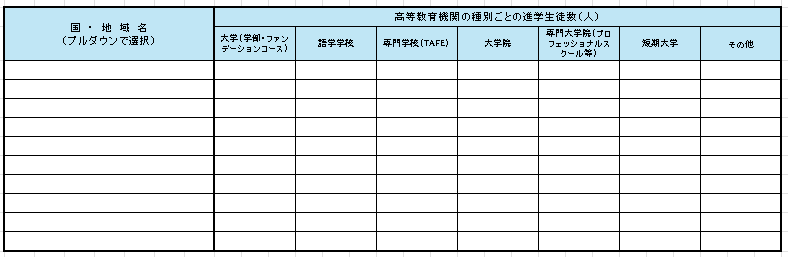 国・地域名
(プルダウンで選択)
高等教育機関の種別ごとの進学生徒数(人)
大学(学部・ファン
デーションコース)
語学学校
専門学校(TAFE)
大学院
専門大学院(プロ
フェッショナルス
クール等)
短期大学
その他